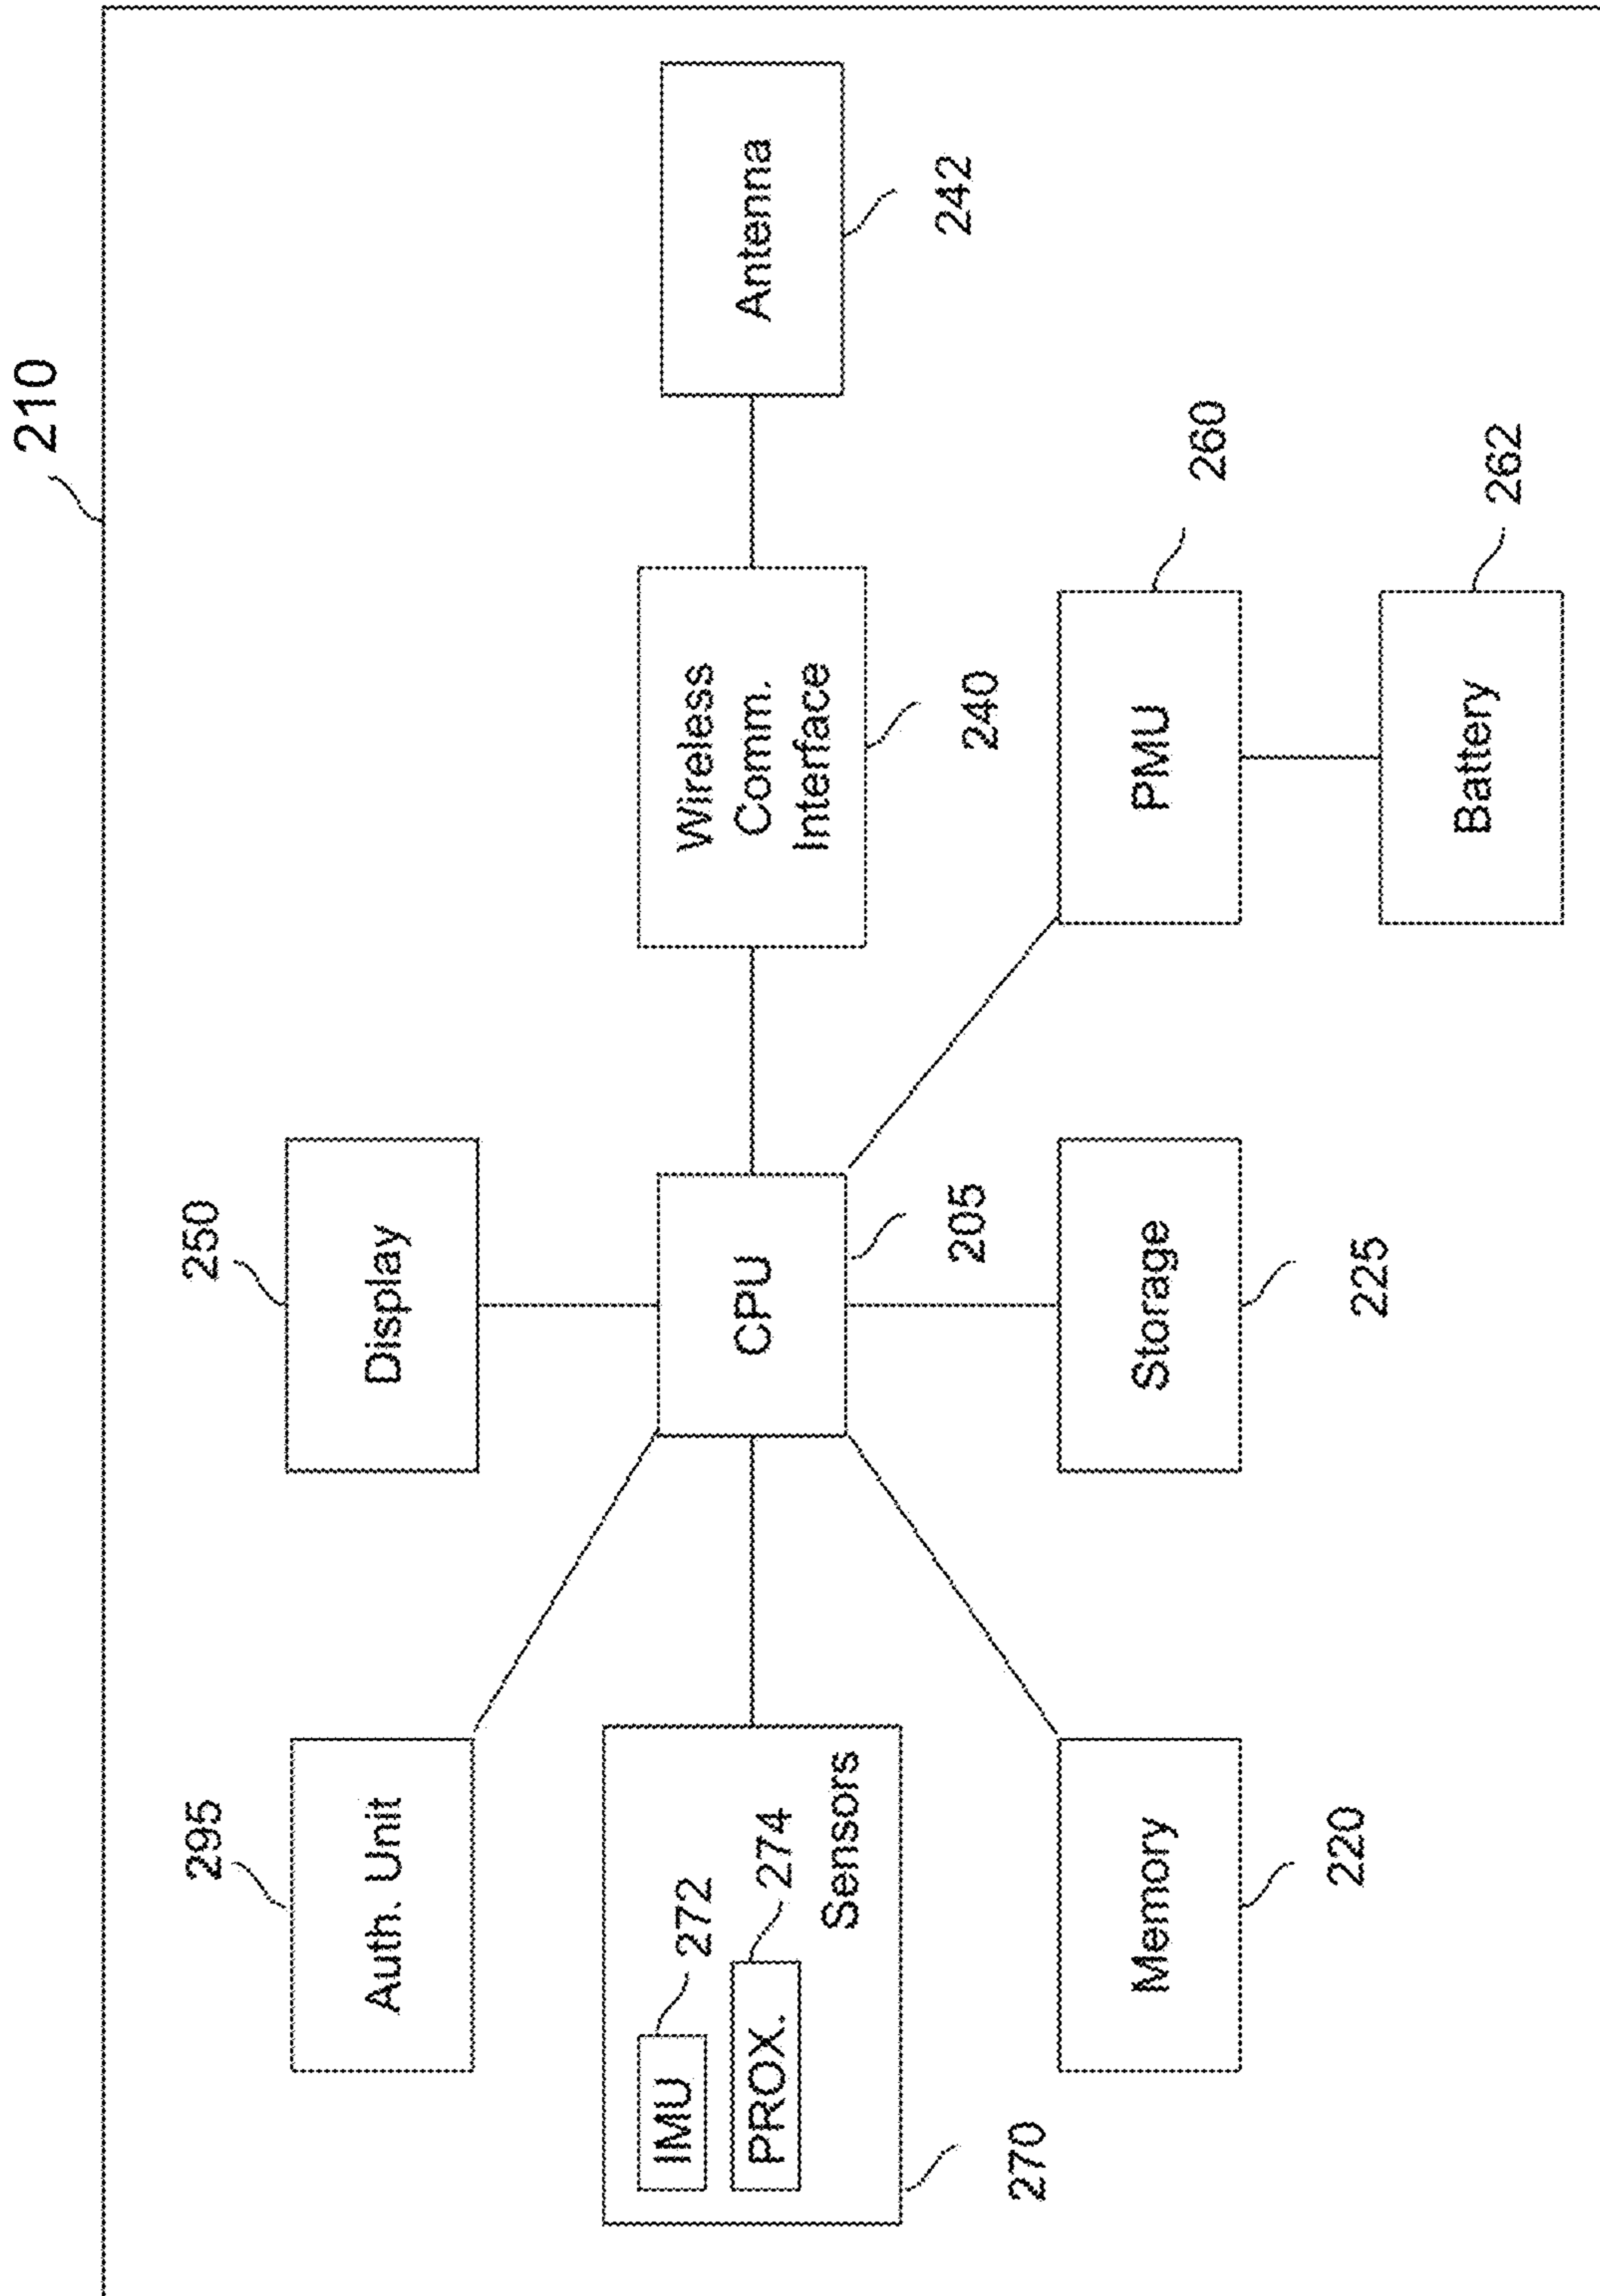 210
295
Auth. Unit
250
Display
IMU
272
PROX.
274
Sensors
270
CPU
205
Wireless
Comm.
Interface
240
Antenna
242
Memory
220
Storage
225
PMU
260
Battery
262